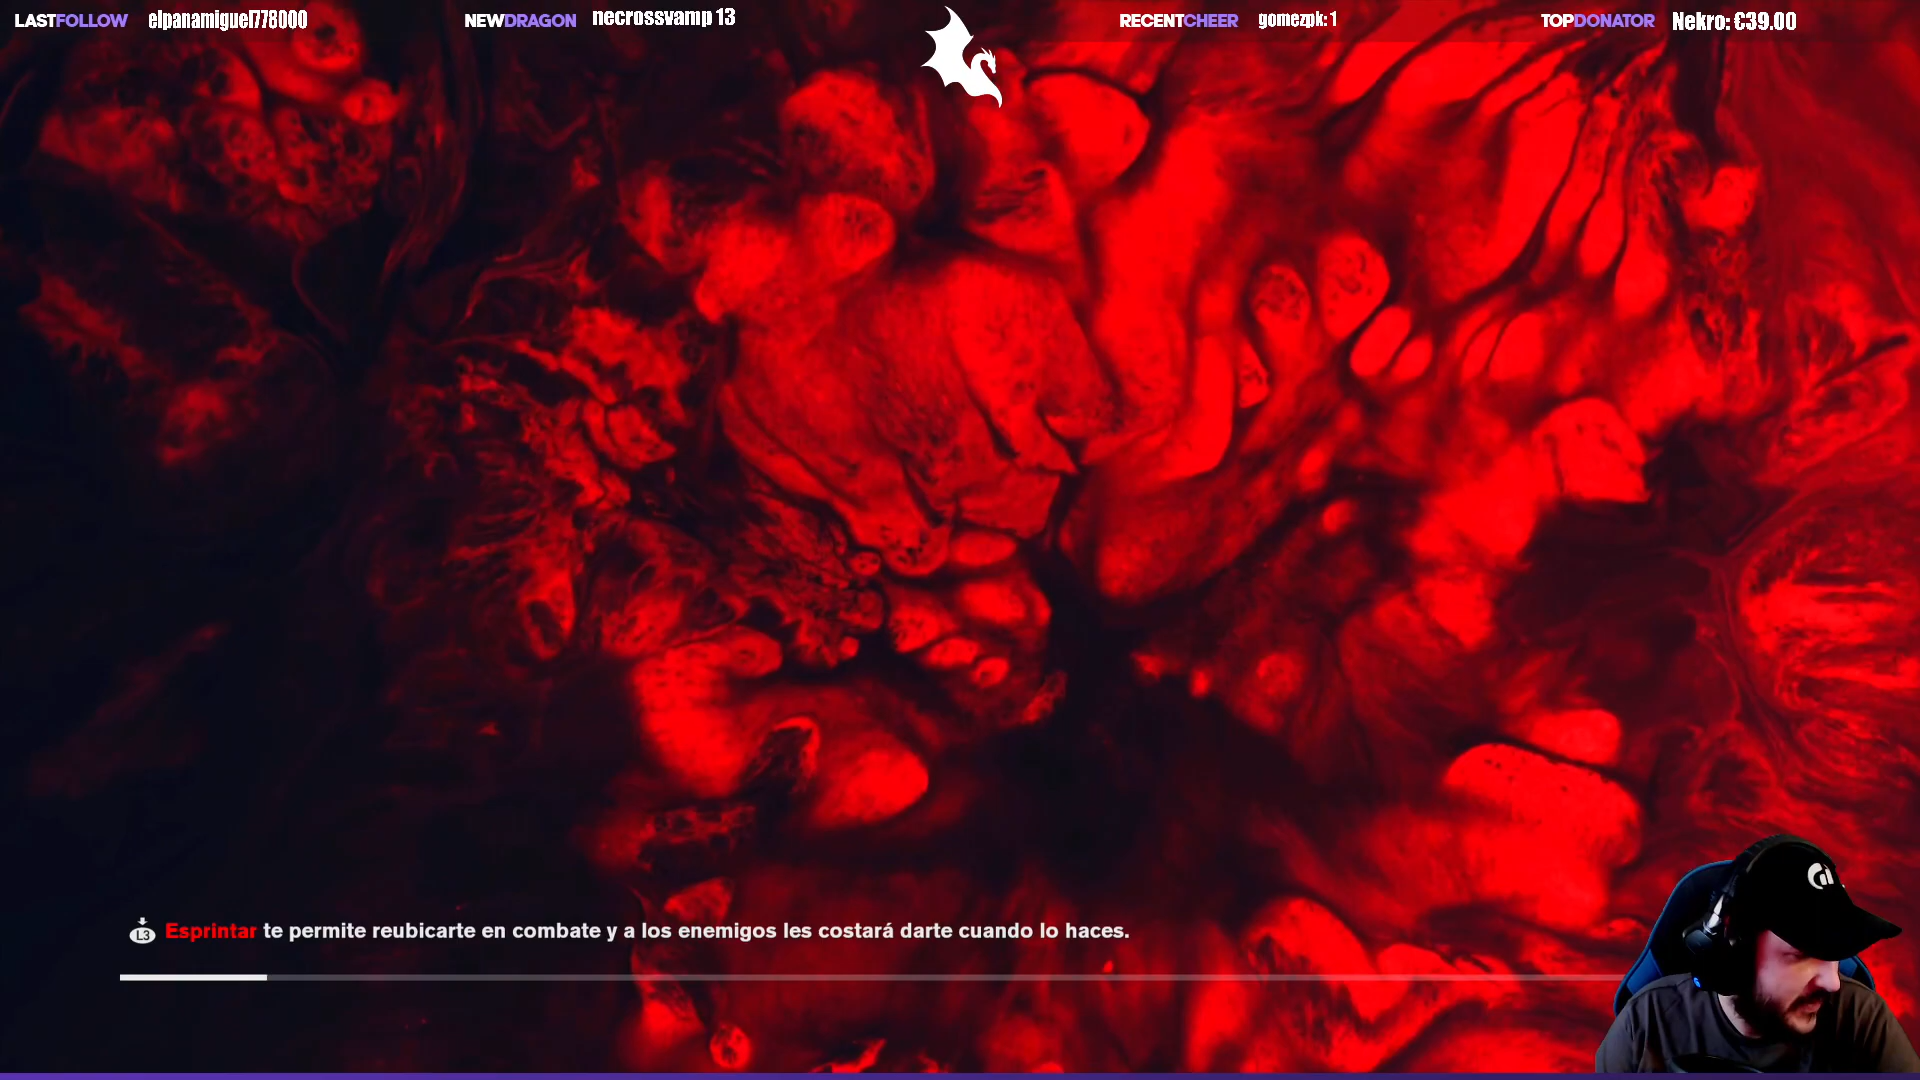 LASTFOLLOW elpanamiguel778000 NEWDRAGON necrossvamp 13 RECENTCHEER gomezpk: 1 TOPDONATOR Nekro: €39.00
L3 Esprintar te permite reubicarte en combate y a los enemigos les costará darte cuando lo haces.